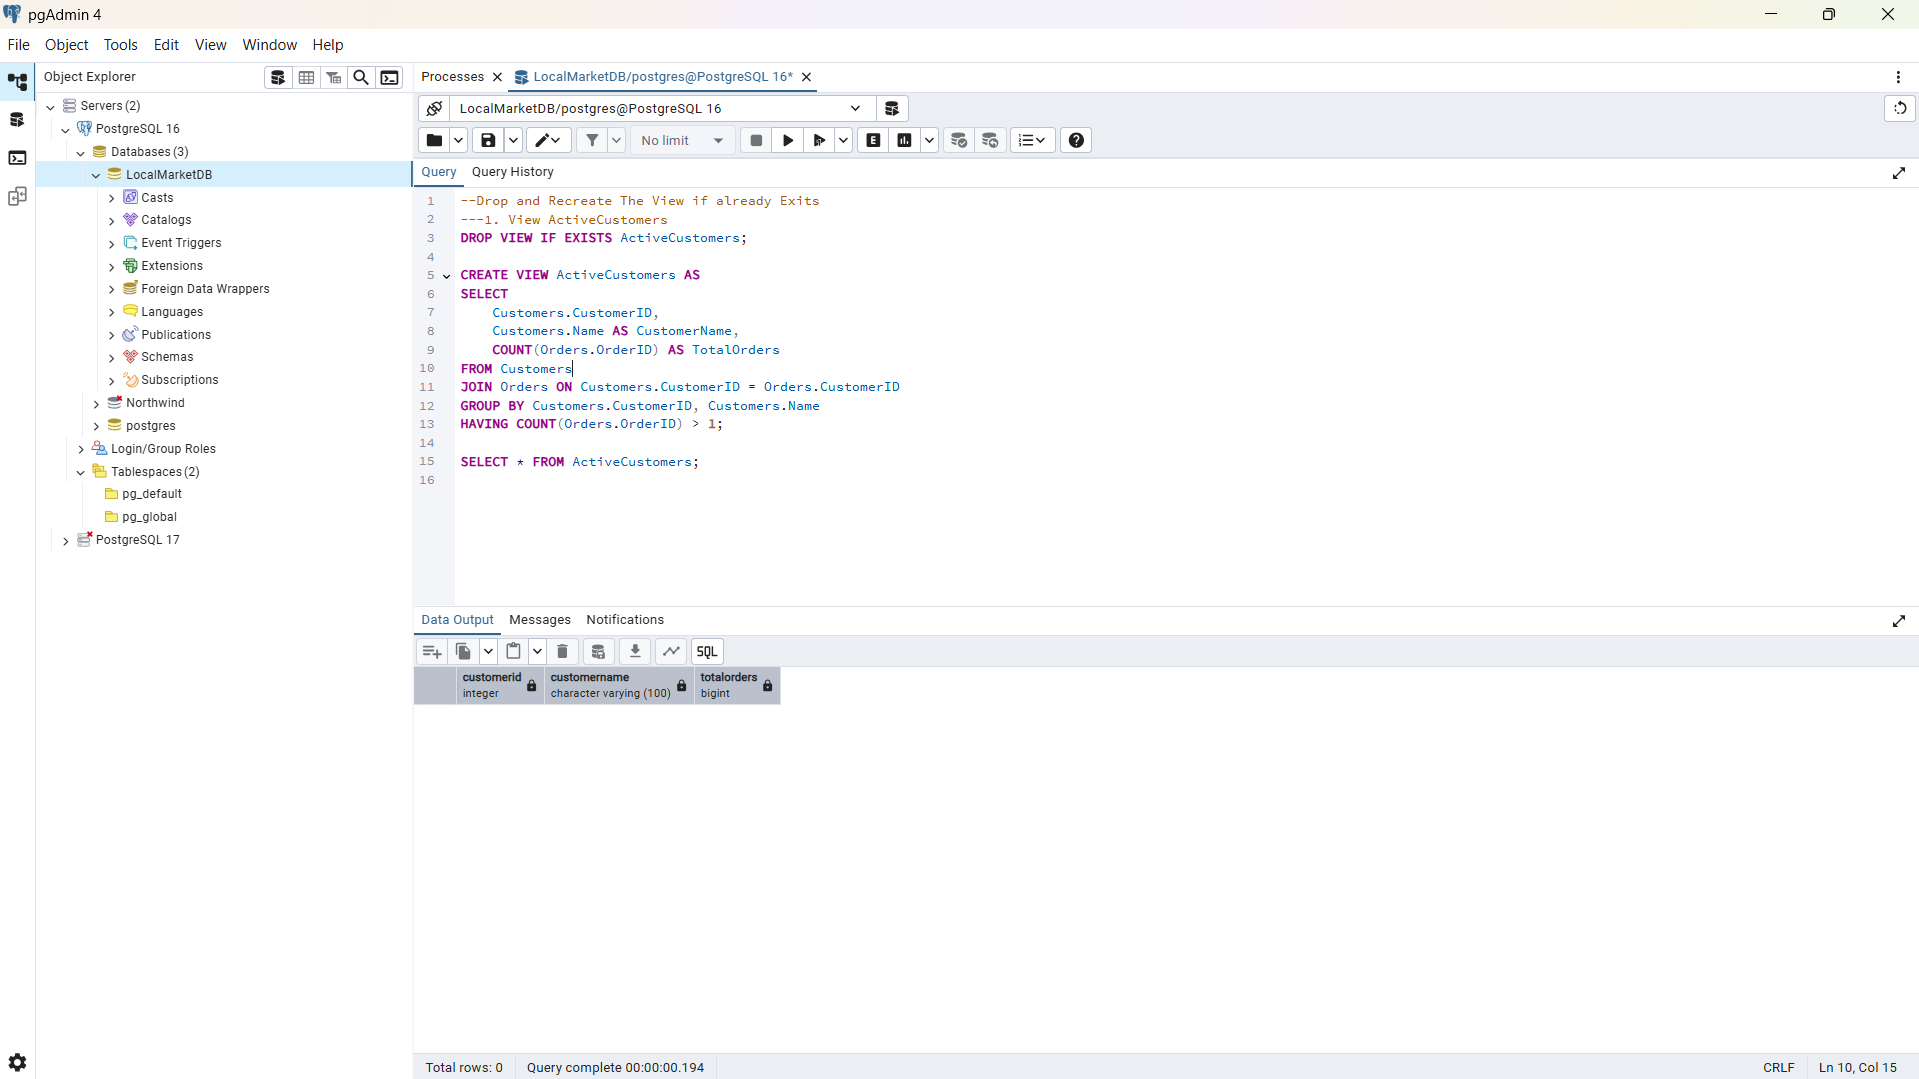 pgAdmin 4
File Object Tools Edit View Window Help
Object Explorer
Processes
LocalMarketDB/postgres@PostgreSQL 16*
Servers (2)
PostgreSQL 16
Databases (3)
LocalMarketDB
Casts
Catalogs
Event Triggers
Extensions
Foreign Data Wrappers
Languages
Publications
Schemas
Subscriptions
Northwind
postgres
Login/Group Roles
Tablespaces (2)
pg_default
pg_global
PostgreSQL 17
LocalMarketDB/postgres@PostgreSQL 16
No limit
E
Query Query History
1 --Drop and Recreate The View if already Exits
2 ---1. View ActiveCustomers
3 DROP VIEW IF EXISTS ActiveCustomers;
4
5 CREATE VIEW ActiveCustomers AS
6 SELECT
7 Customers.CustomerID,
8 Customers.Name AS CustomerName,
9 COUNT(Orders.OrderID) AS TotalOrders
10 FROM Customers
11 JOIN Orders ON Customers.CustomerID = Orders.CustomerID
12 GROUP BY Customers.CustomerID, Customers.Name
13 HAVING COUNT(Orders.OrderID) > 1;
14
15 SELECT * FROM ActiveCustomers;
16
Data Output Messages Notifications
SQL
customerid
integer
customername
character varying (100)
totalorders
bigint
Total rows: 0
Query complete 00:00:00.194
CRLF
Ln 10, Col 15